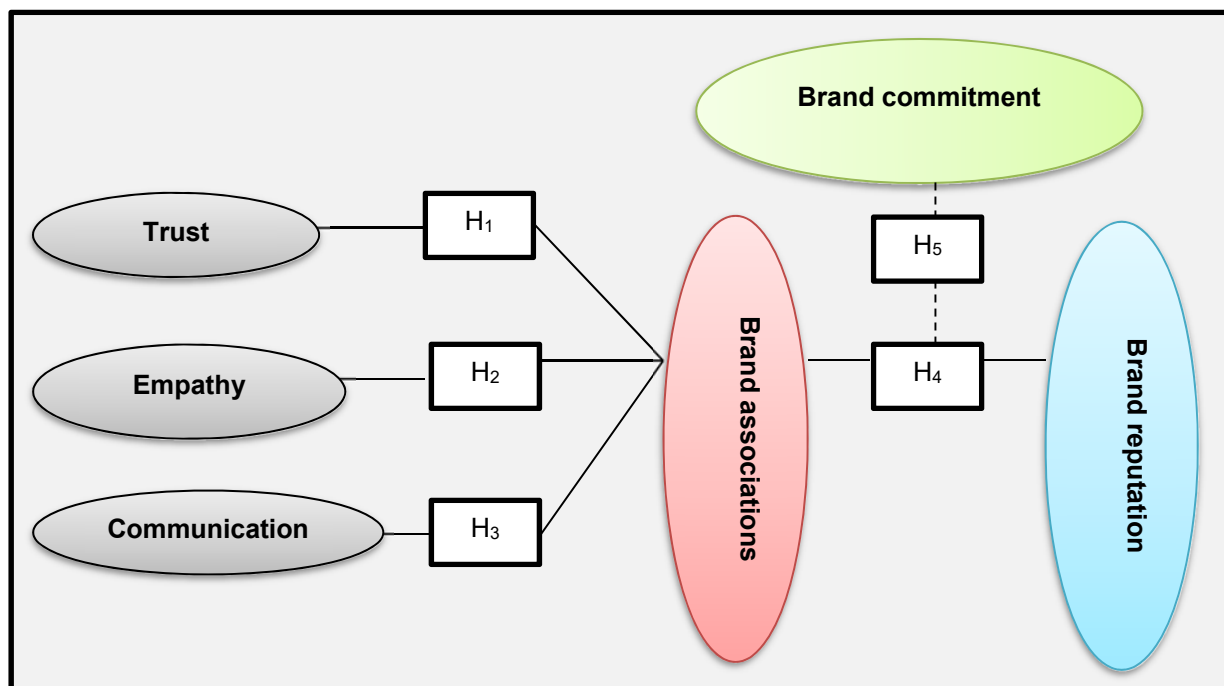 Brand commitment
Trust
H₁
H₅
Empathy
H₂
Brand associations
H₄
Brand reputation
Communication
H₃